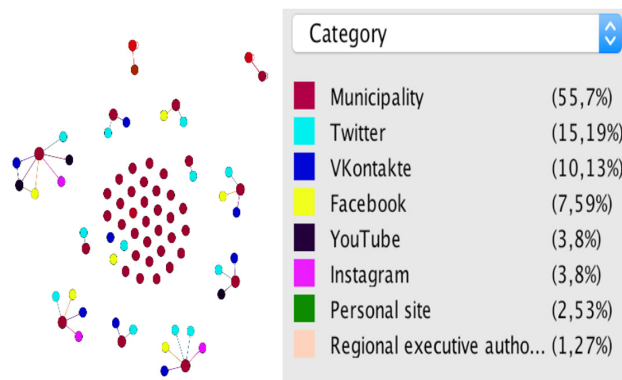 Category
Municipality (55,7%)
Twitter (15,19%)
VKontakte (10,13%)
Facebook (7,59%)
YouTube (3,8%)
Instagram (3,8%)
Personal site (2,53%)
Regional executive autho... (1,27%)